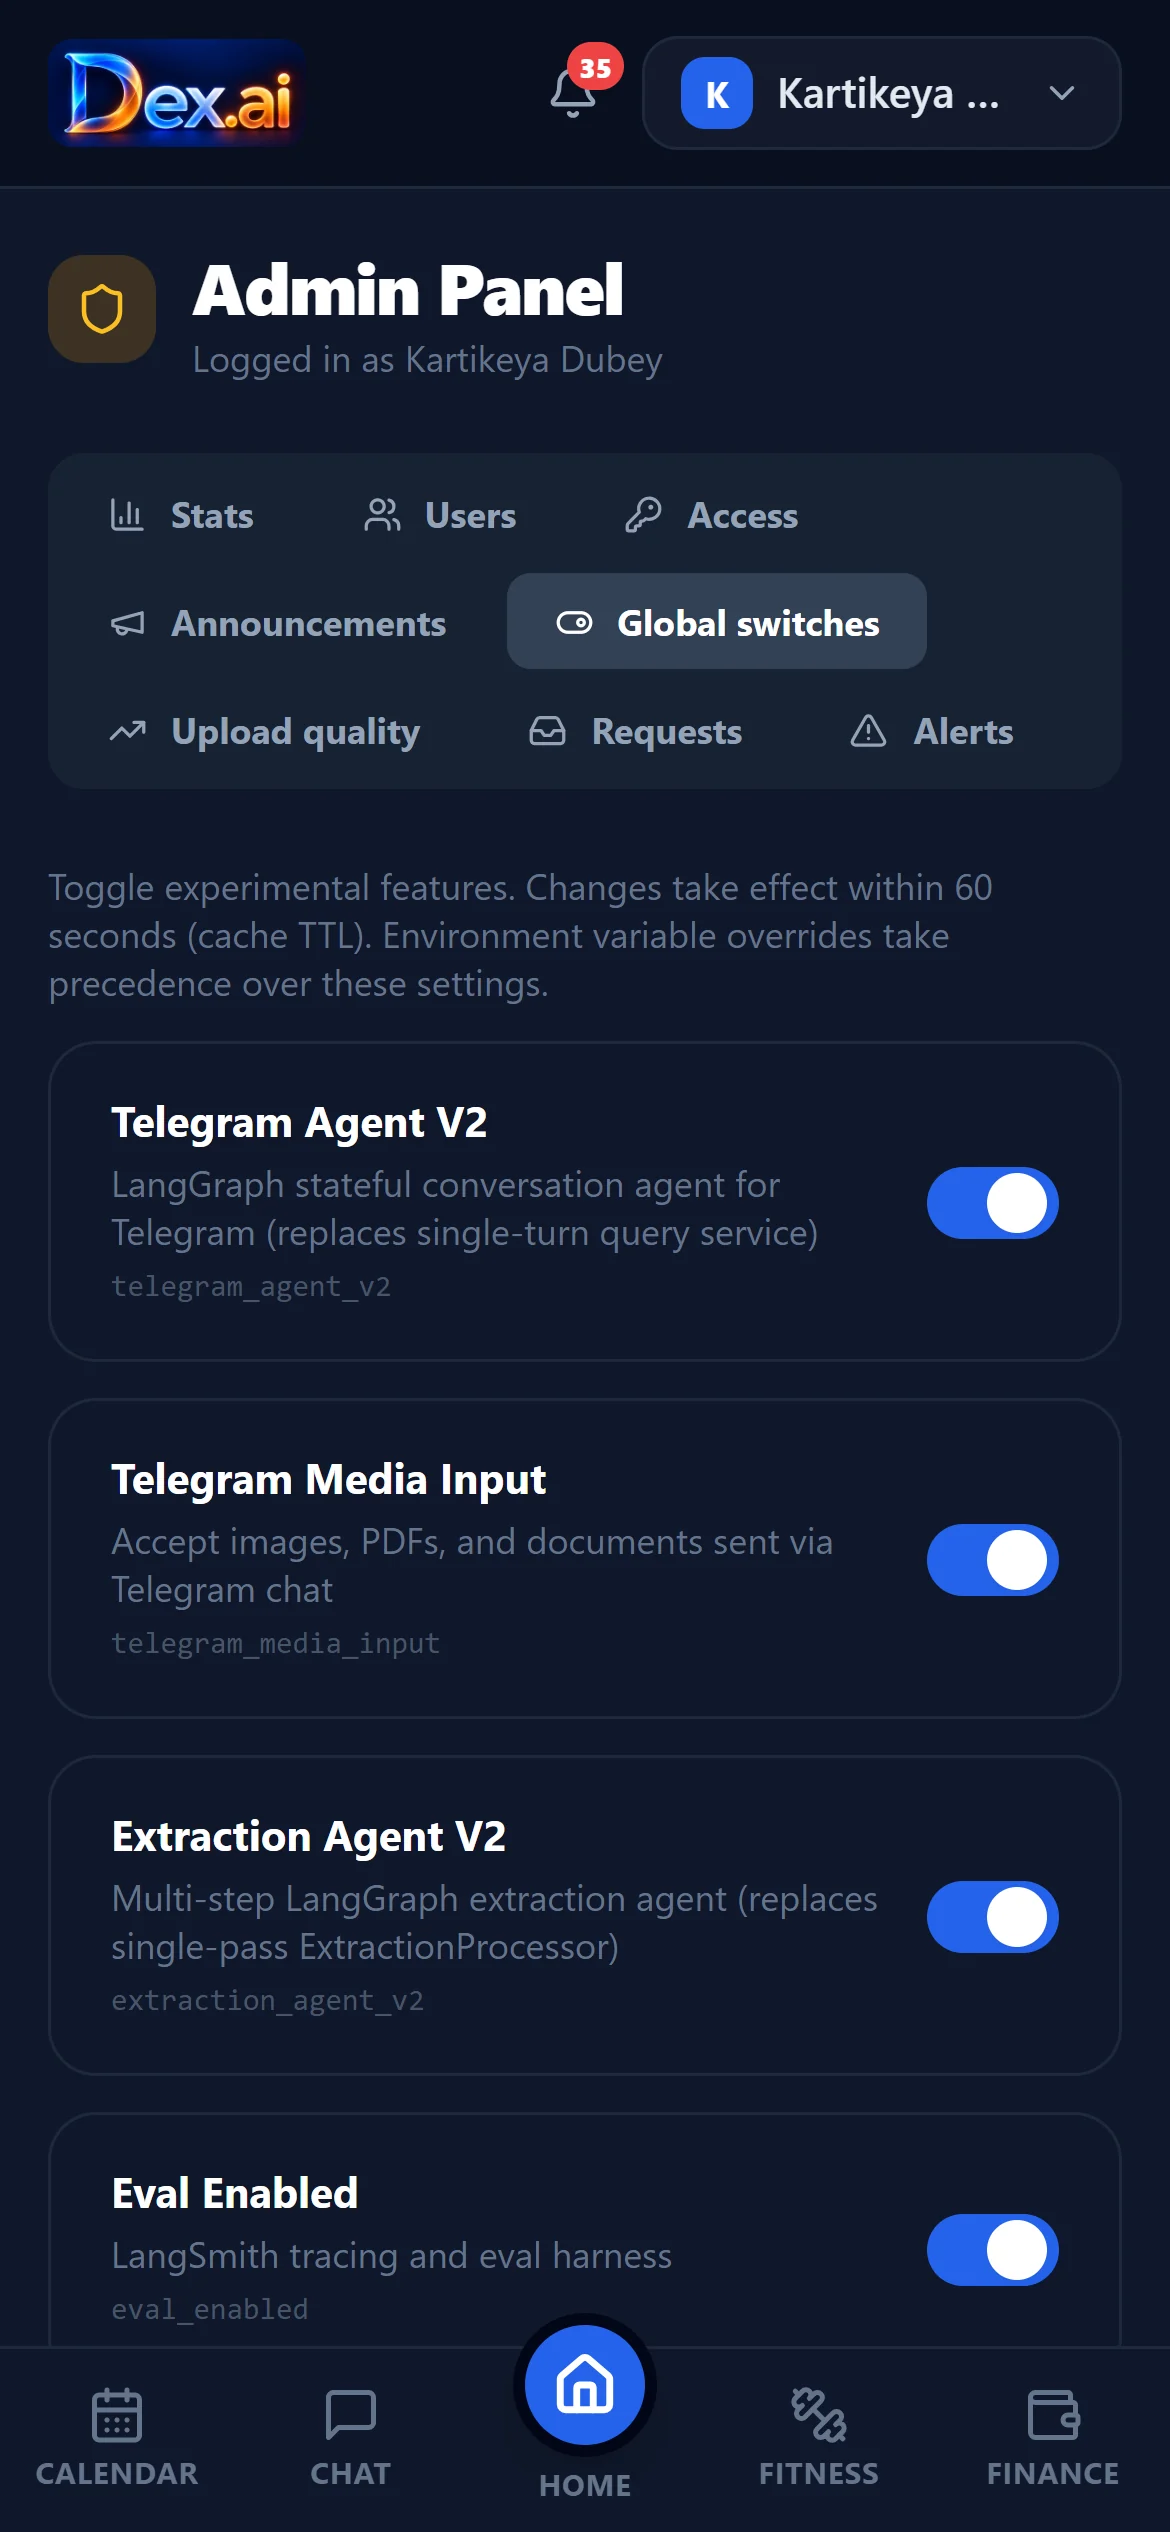 Dex.ai
35
K
Kartikeya ...
Admin Panel
Logged in as Kartikeya Dubey
Stats
Users
Access
Announcements
Global switches
Upload quality
Requests
Alerts
Toggle experimental features. Changes take effect within 60
seconds (cache TTL). Environment variable overrides take
precedence over these settings.
Telegram Agent V2
LangGraph stateful conversation agent for
Telegram (replaces single-turn query service)
telegram_agent_v2
Telegram Media Input
Accept images, PDFs, and documents sent via
Telegram chat
telegram_media_input
Extraction Agent V2
Multi-step LangGraph extraction agent (replaces
single-pass ExtractionProcessor)
extraction_agent_v2
Eval Enabled
LangSmith tracing and eval harness
eval_enabled
CALENDAR
CHAT
HOME
FITNESS
FINANCE